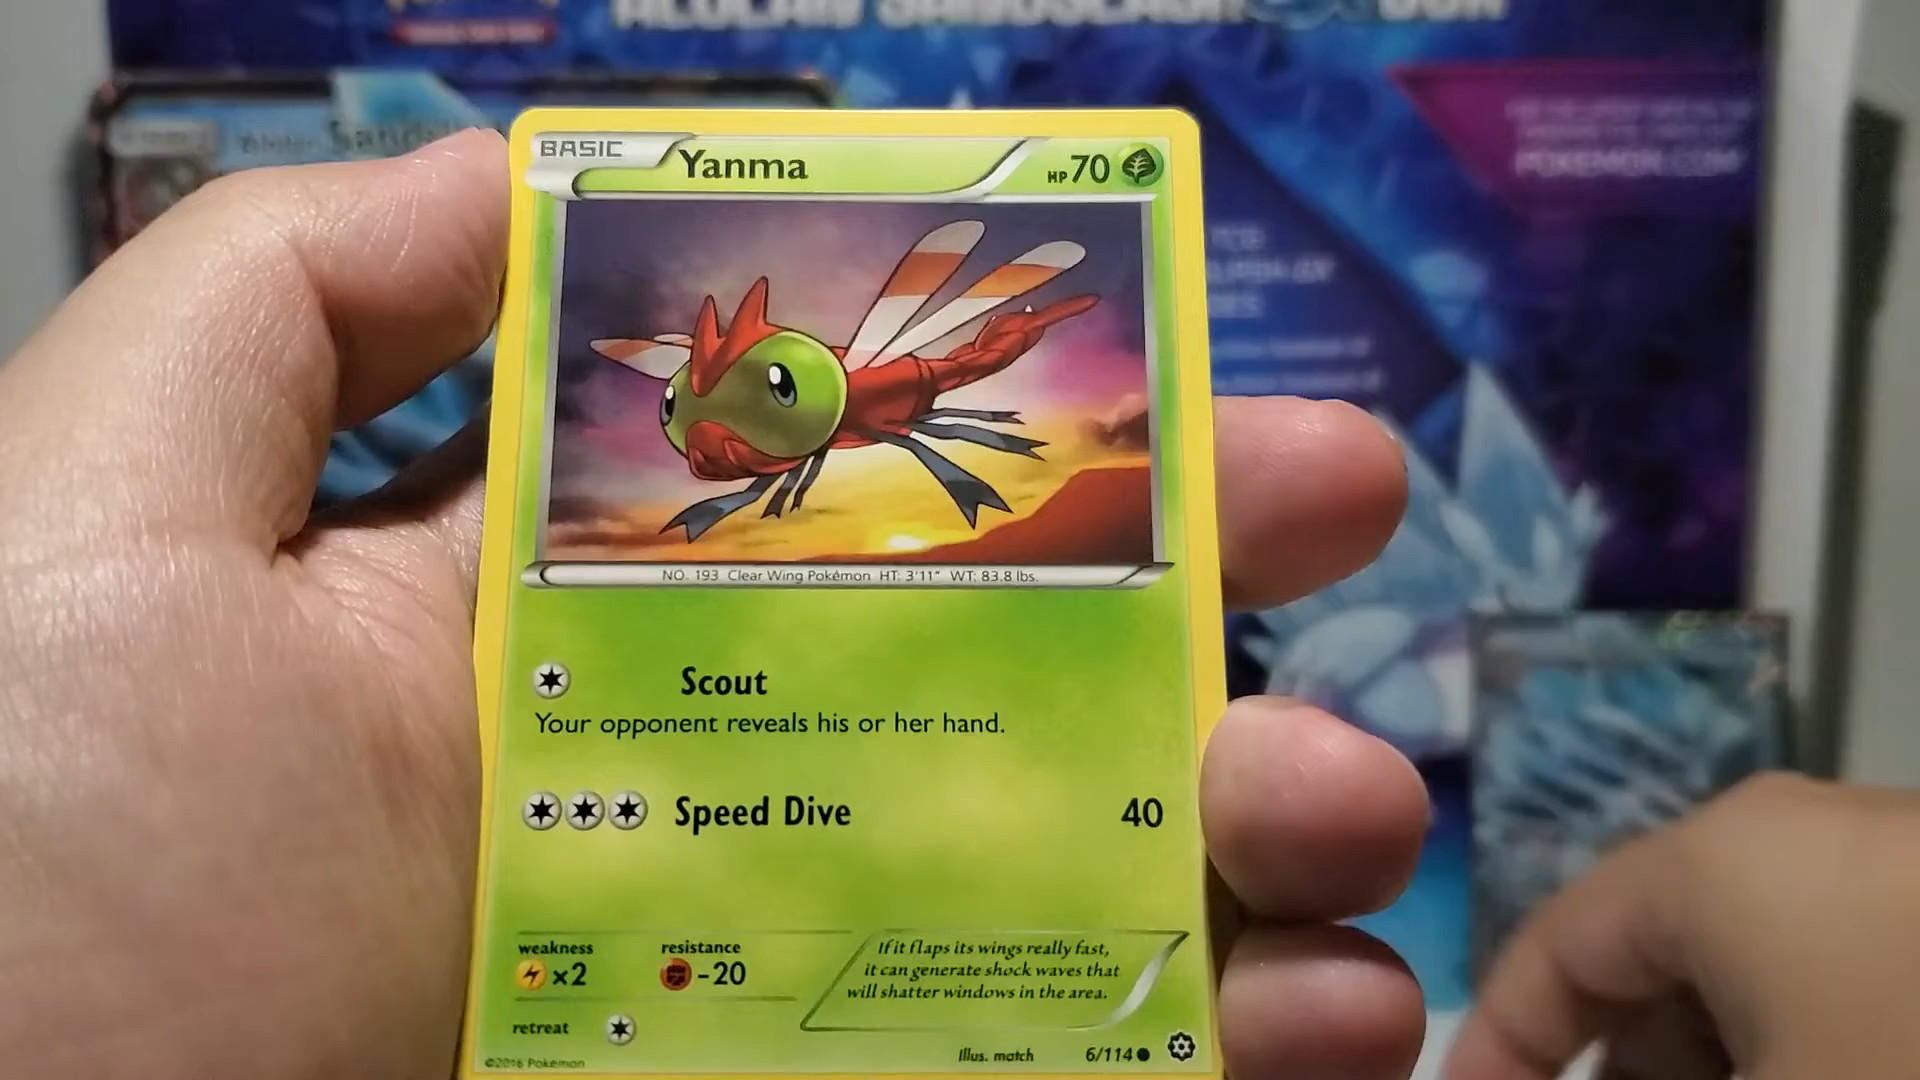 ALOLAN SANDSLASH
BOX
POKEMON.COM
BASIC
Yanma
HP 70
NO. 193 Clear Wing Pokémon HT: 3'11" WT: 83.8 lbs.
Scout
Your opponent reveals his or her hand.
Speed Dive 40
weakness
×2
resistance
-20
retreat
If it flaps its wings really fast,
it can generate shock waves that
will shatter windows in the area.
©2016 Pokémon
Illus. match
6/114